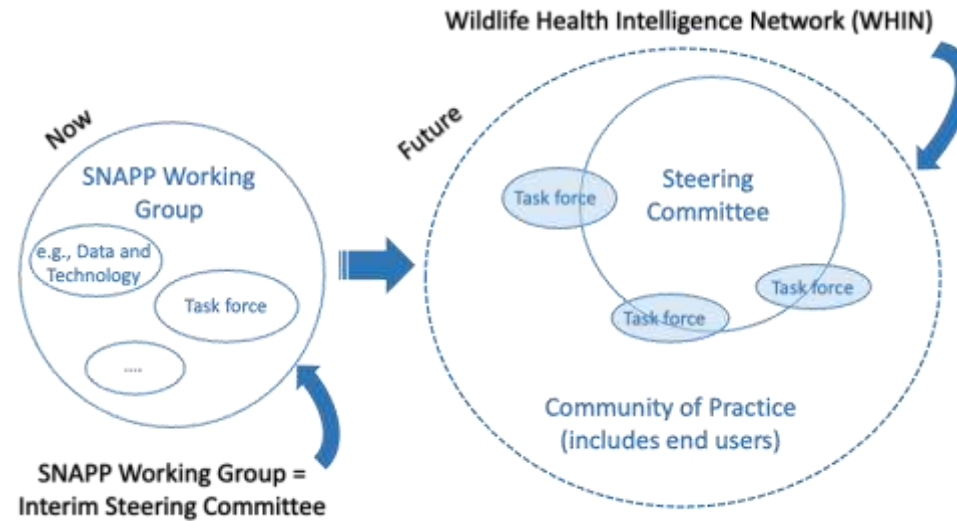 Wildlife Health Intelligence Network (WHIN)
Now
SNAPP Working
Group
e.g., Data and
Technology
Task force
....
SNAPP Working Group =
Interim Steering Committee
Future
Steering
Committee
Task force
Task force
Task force
Community of Practice
(includes end users)